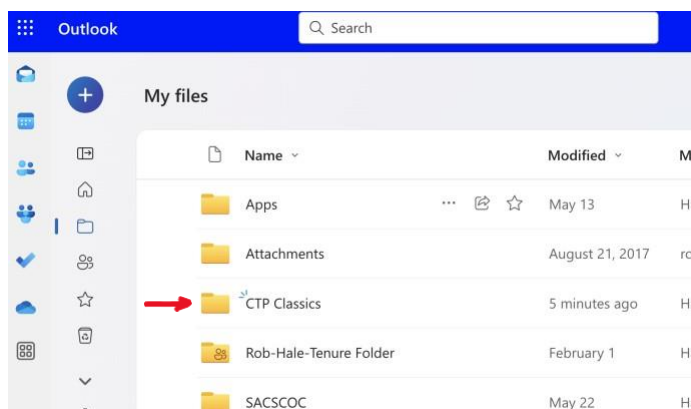 Outlook
Search
My files
Name
Modified
M
Apps
May 13
H
Attachments
August 21, 2017
rc
CTP Classics
5 minutes ago
H
Rob-Hale-Tenure Folder
February 1
H
SACSCOC
May 22
H